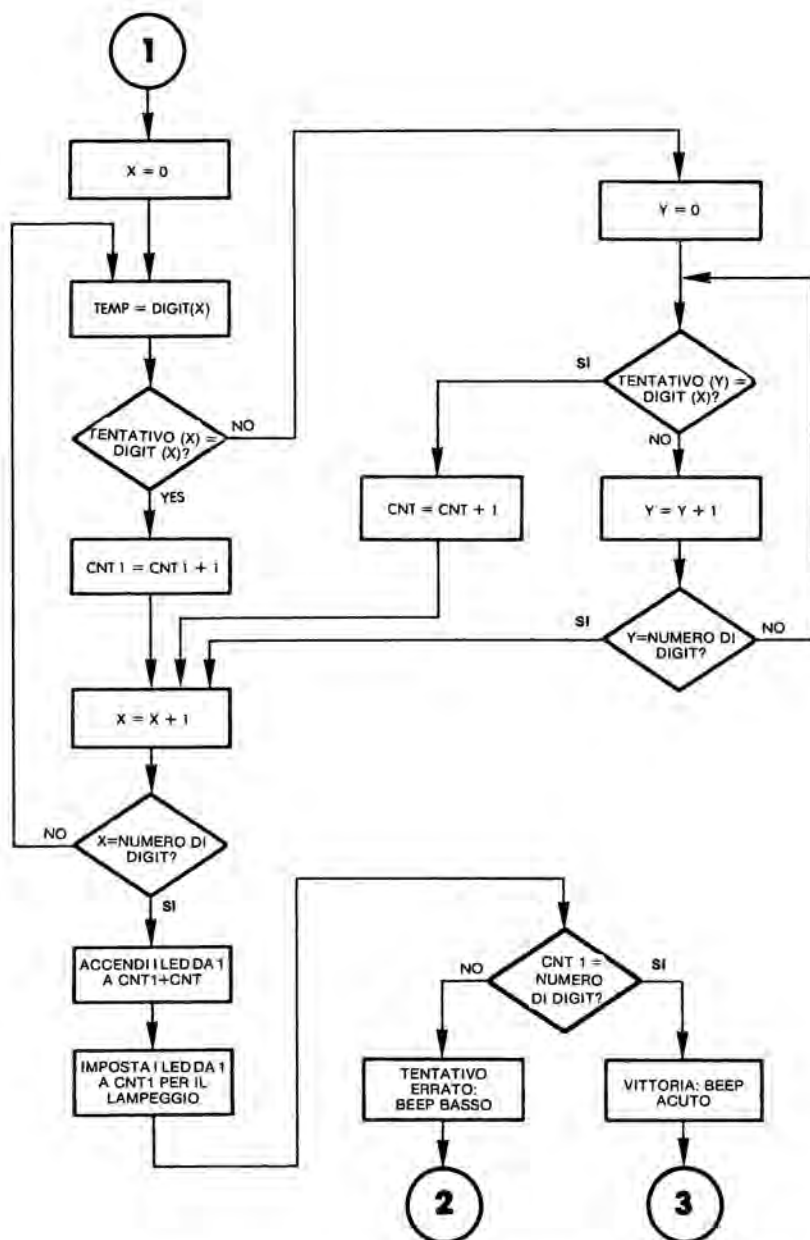 1
X = 0
TEMP = DIGIT(X)
TENTATIVO (X) =
DIGIT (X)?
NO
YES
CNT 1 = CNT 1 + 1
X = X + 1
NO
X=NUMERO DI
DIGIT?
SI
ACCENDI I LED DA 1
A CNT1+CNT
IMPOSTA I LED DA 1
A CNT1 PER IL
LAMPEGGIO
Y = 0
SI
TENTATIVO (Y) =
DIGIT (X)?
NO
CNT = CNT + 1
Y = Y + 1
SI
Y=NUMERO DI
DIGIT?
NO
NO
CNT 1 =
NUMERO
DI DIGIT?
SI
TENTATIVO
ERRATO:
BEEP BASSO
VITTORIA: BEEP
ACUTO
2
3